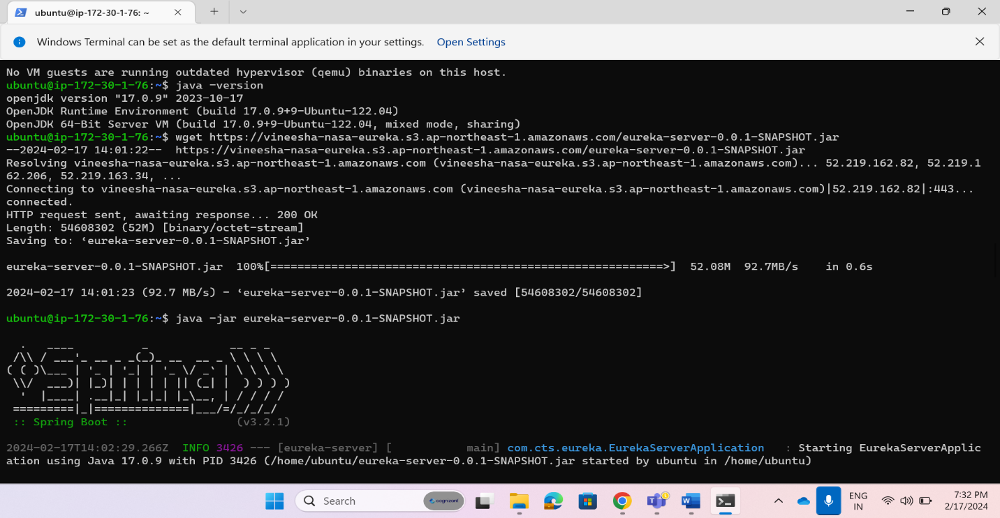 ubuntu@ip-172-30-1-76: ~
Windows Terminal can be set as the default terminal application in your settings. Open Settings
No VM guests are running outdated hypervisor (qemu) binaries on this host.
ubuntu@ip-172-30-1-76:~$ java -version
openjdk version "17.0.9" 2023-10-17
OpenJDK Runtime Environment (build 17.0.9+9-Ubuntu-122.04)
OpenJDK 64-Bit Server VM (build 17.0.9+9-Ubuntu-122.04, mixed mode, sharing)
ubuntu@ip-172-30-1-76:~$ wget https://vineesha-nasa-eureka.s3.ap-northeast-1.amazonaws.com/eureka-server-0.0.1-SNAPSHOT.jar
--2024-02-17 14:01:22-- https://vineesha-nasa-eureka.s3.ap-northeast-1.amazonaws.com/eureka-server-0.0.1-SNAPSHOT.jar
Resolving vineesha-nasa-eureka.s3.ap-northeast-1.amazonaws.com (vineesha-nasa-eureka.s3.ap-northeast-1.amazonaws.com)... 52.219.162.82, 52.219.1
62.206, 52.219.163.34, ...
Connecting to vineesha-nasa-eureka.s3.ap-northeast-1.amazonaws.com (vineesha-nasa-eureka.s3.ap-northeast-1.amazonaws.com)|52.219.162.82|:443...
connected.
HTTP request sent, awaiting response... 200 OK
Length: 54608302 (52M) [binary/octet-stream]
Saving to: ‘eureka-server-0.0.1-SNAPSHOT.jar’
eureka-server-0.0.1-SNAPSHOT.jar 100%[==========================================================>] 52.08M 92.7MB/s in 0.6s
2024-02-17 14:01:23 (92.7 MB/s) - ‘eureka-server-0.0.1-SNAPSHOT.jar’ saved [54608302/54608302]
ubuntu@ip-172-30-1-76:~$ java -jar eureka-server-0.0.1-SNAPSHOT.jar
Spring
:: Spring Boot :: (v3.2.1)
2024-02-17T14:02:29.266Z INFO 3426 --- [eureka-server] [ main] com.cts.eureka.EurekaServerApplication : Starting EurekaServerApplic
ation using Java 17.0.9 with PID 3426 (/home/ubuntu/eureka-server-0.0.1-SNAPSHOT.jar started by ubuntu in /home/ubuntu)
Search
cognizant
ENG
IN
7:32 PM
2/17/2024